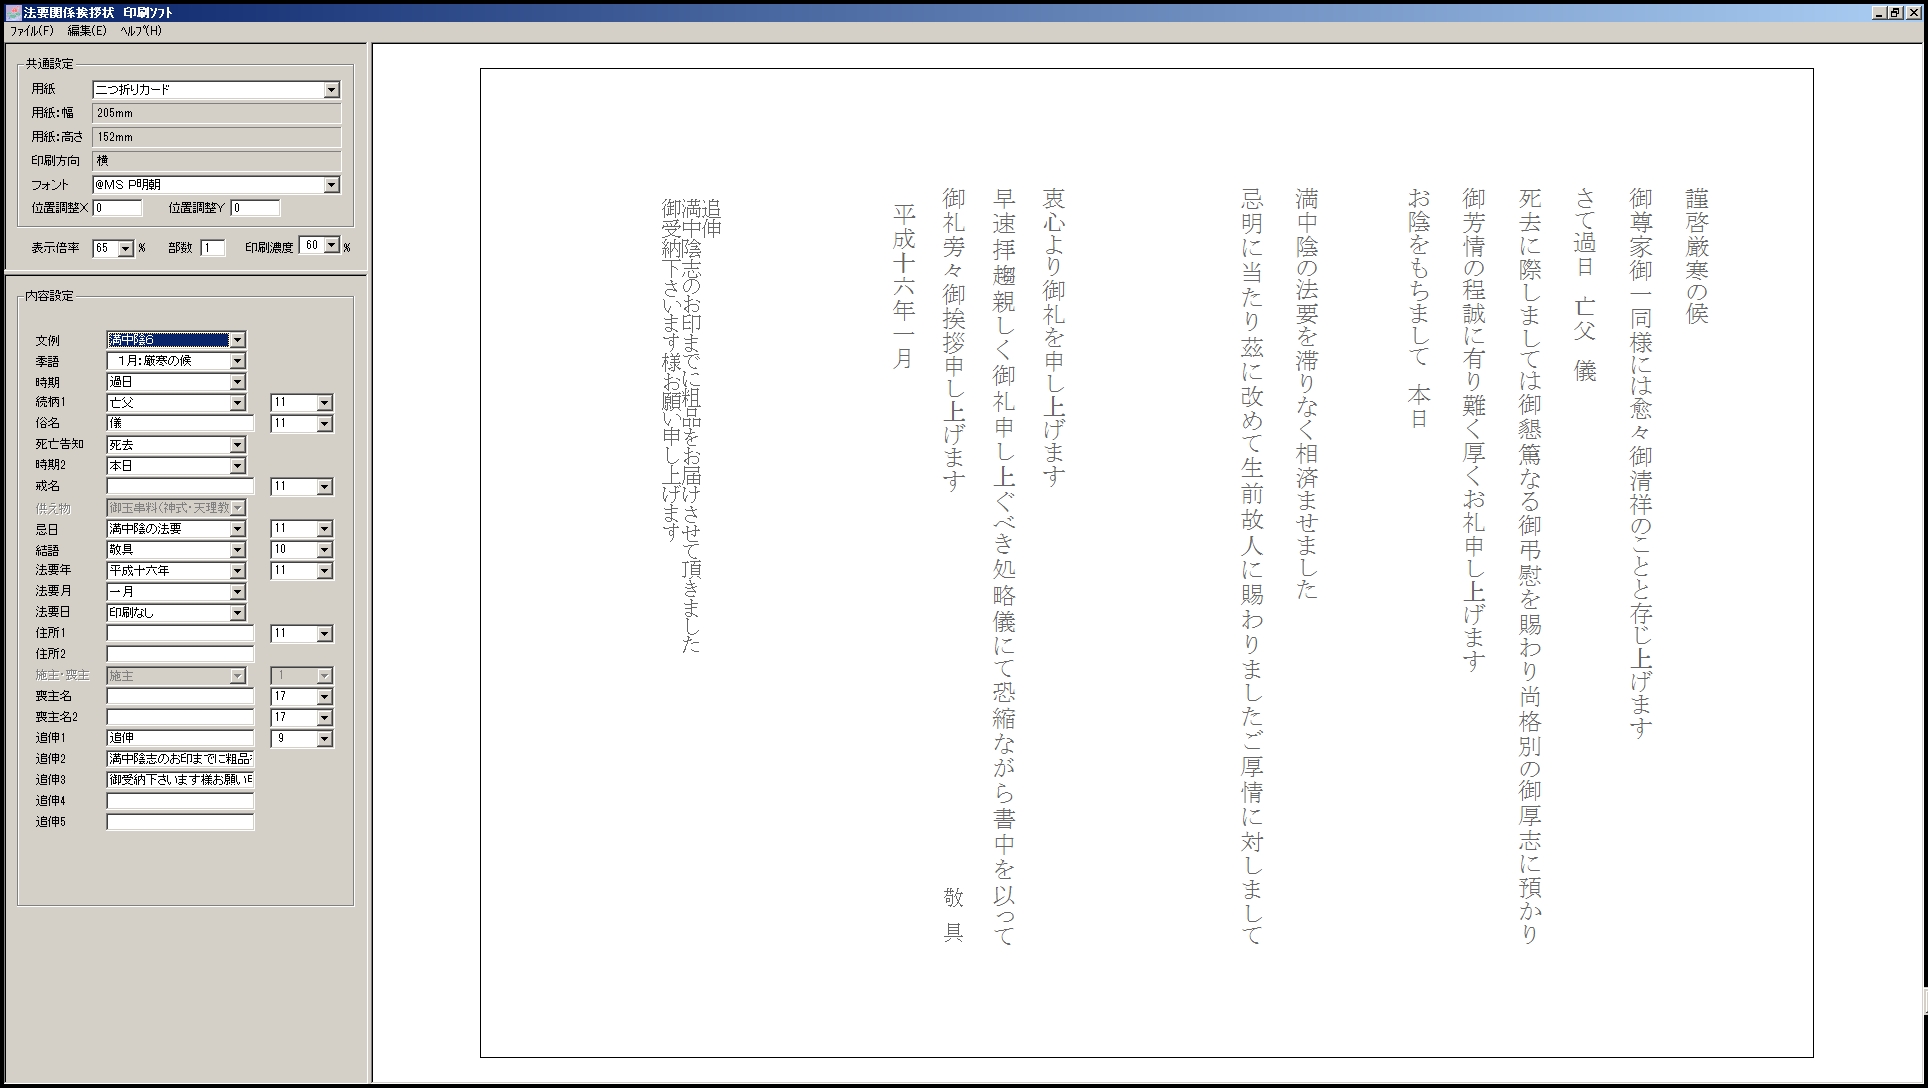 法要関係挨拶状 印刷ソフト
ファイル(F) 編集(E) ヘルプ(H)
共通設定
用紙 二つ折りカード
用紙:幅 205mm
用紙:高さ 152mm
印刷方向 横
フォント @MS P明朝
位置調整X 0 位置調整Y 0
表示倍率 65 % 部数 1 印刷濃度 60 %
内容設定
文例 満中陰6
季語 1月:厳寒の候
時期 過日
続柄1 亡父 11
俗名 儀 11
死亡告知 死去
時期2 本日
戒名 11
供え物 御玉串料(神式・天理教
忌日 満中陰の法要 11
結語 敬具 10
法要年 平成十六年 11
法要月 一月
法要日 印刷なし
住所1 11
住所2
施主・喪主 施主 1
喪主名 17
喪主名2 17
追伸1 追伸 9
追伸2 満中陰志のお印までに粗品
追伸3 御受納下さいます様お願い
追伸4
追伸5
謹啓厳寒の候
御尊家御一同様には愈々御清祥のことと存じ上げます
さて過日 亡父 儀
死去に際しましては御懇篤なる御弔慰を賜わり尚格別の御厚志に預かり
御芳情の程誠に有り難く厚くお礼申し上げます
お陰をもちまして 本日
満中陰の法要を滞りなく相済ませました
忌明に当たり茲に改めて生前故人に賜わりましたご厚情に対しまして
衷心より御礼を申し上げます
早速拝趨親しく御礼申し上ぐべき処略儀にて恐縮ながら書中を以って
御礼旁々御挨拶申し上げます 敬具
平成十六年一月
追伸
満中陰志のお印までに粗品をお届けさせて頂きました
御受納下さいます様お願い申し上げます